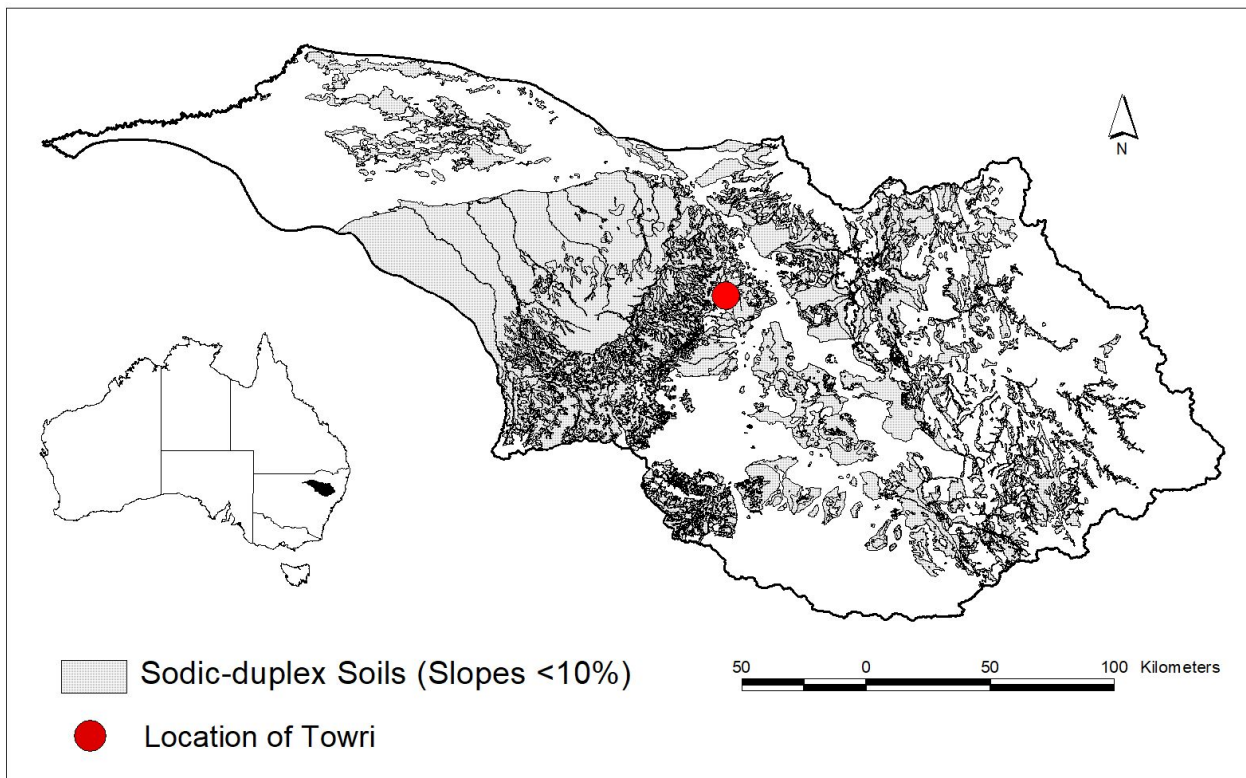 N
Sodic-duplex Soils (Slopes <10%)
50 0 50 100 Kilometers
Location of Towri